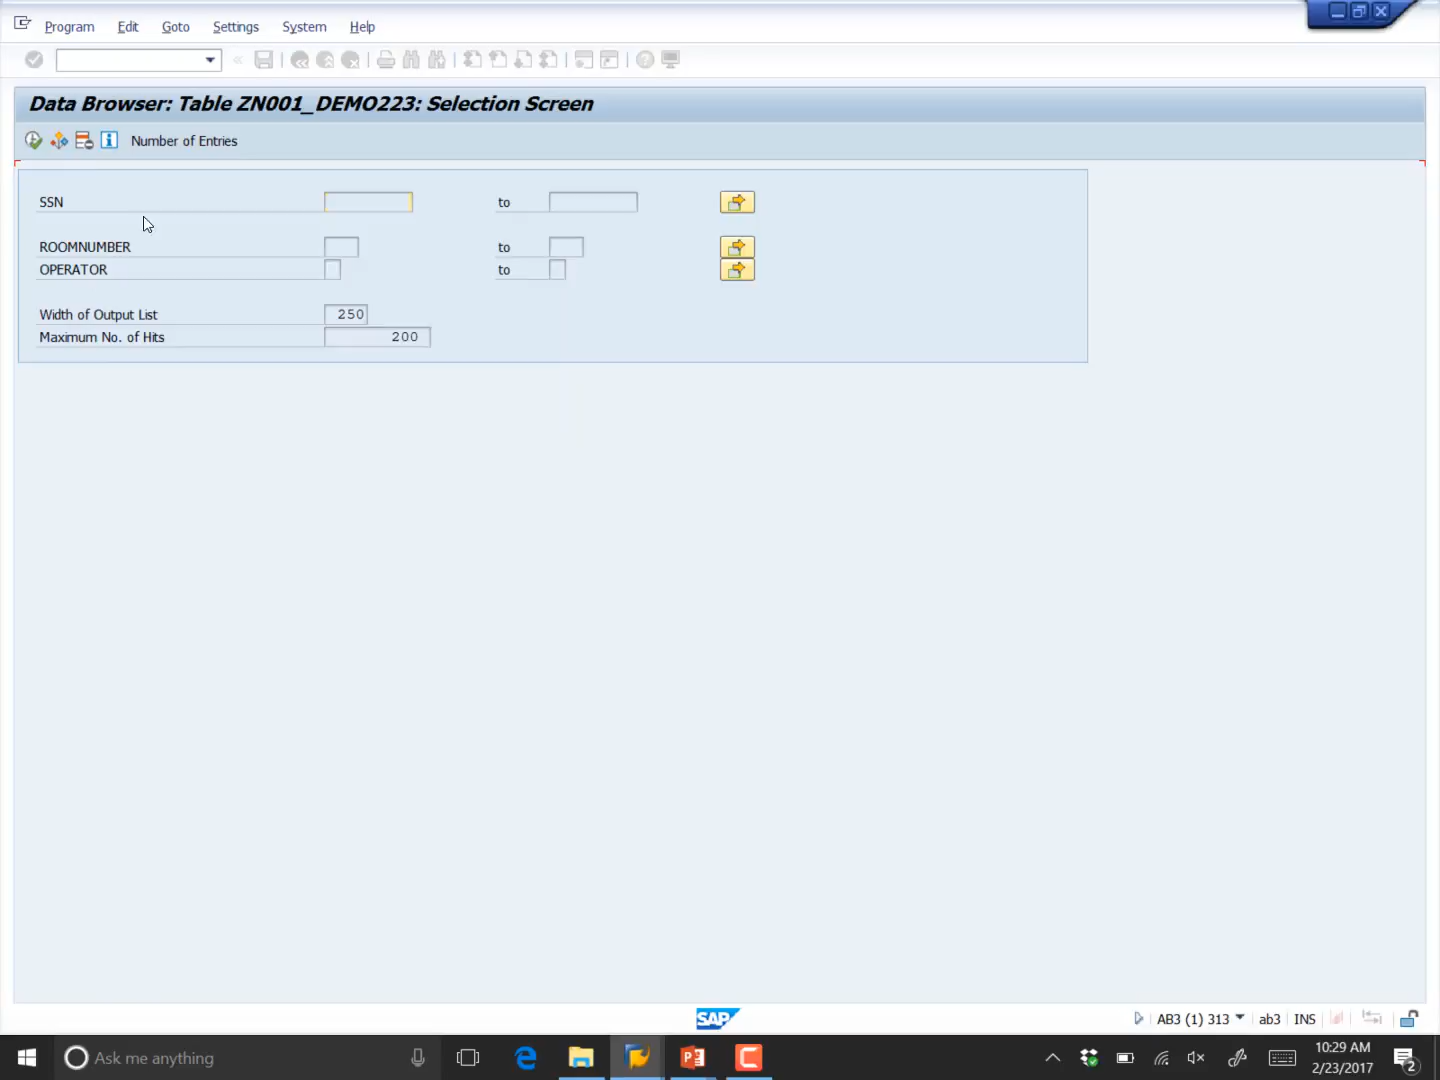 Program Edit Goto Settings System Help
Data Browser: Table ZN001_DEMO223: Selection Screen
Number of Entries
SSN to
ROOMNUMBER to
OPERATOR to
Width of Output List 250
Maximum No. of Hits 200
SAP
AB3 (1) 313 ab3 INS
Ask me anything
10:29 AM
2/23/2017
2